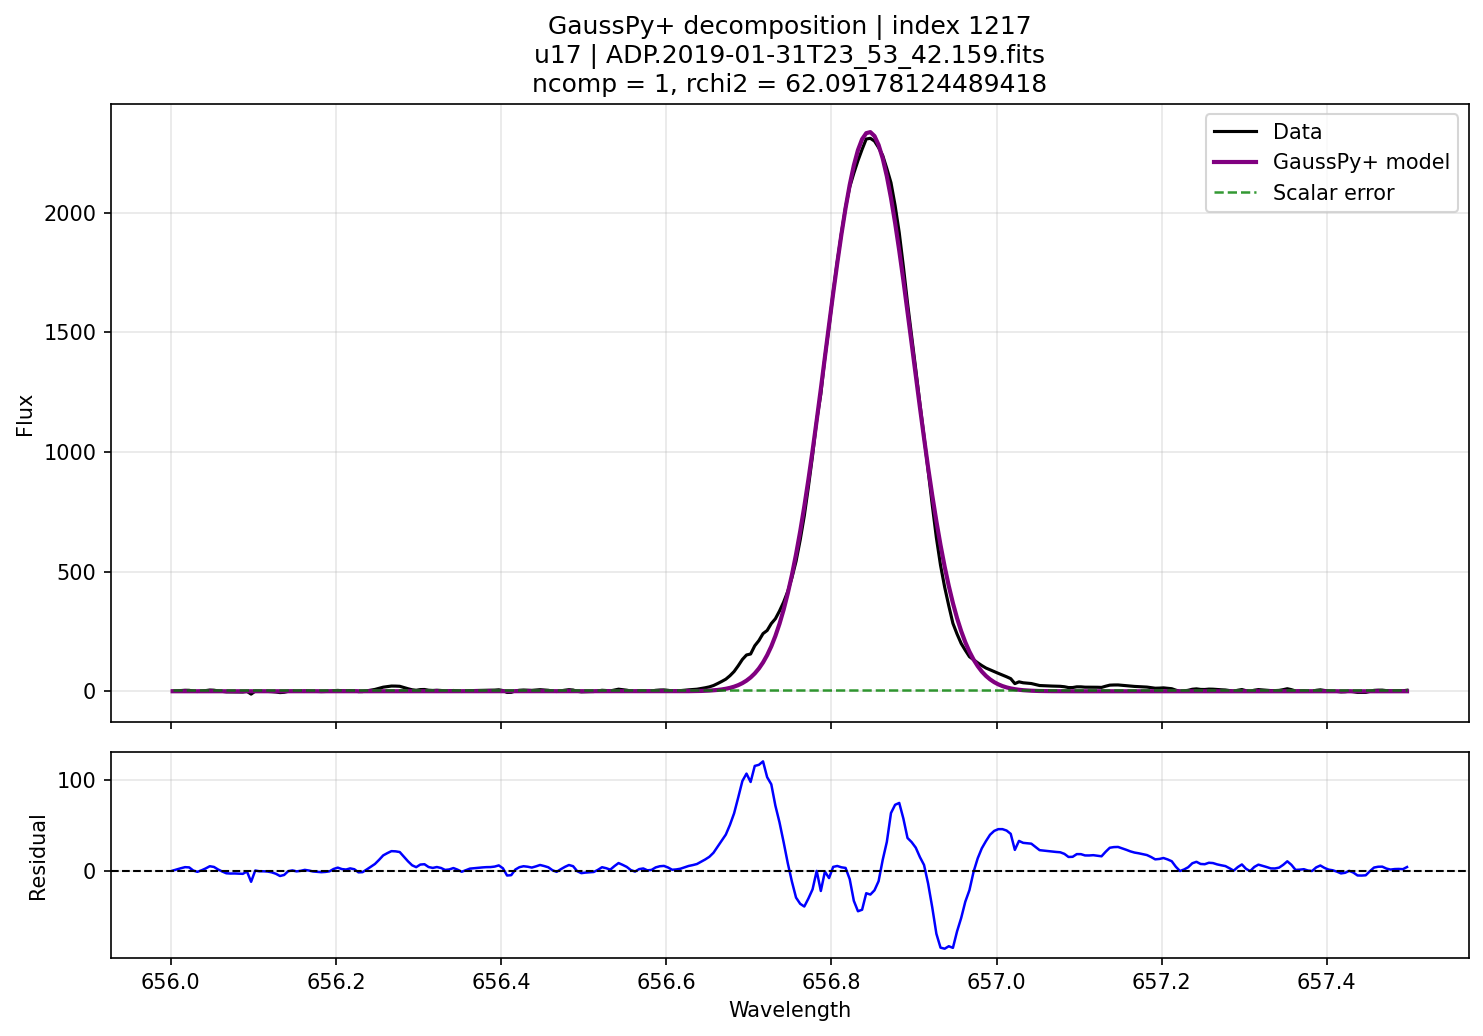 GaussPy+ decomposition | index 1217
u17 | ADP.2019-01-31T23_53_42.159.fits
ncomp = 1, rchi2 = 62.09178124489418
Data
GaussPy+ model
Scalar error
Flux
2000
1500
1000
500
0
Residual
100
0
656.0 656.2 656.4 656.6 656.8 657.0 657.2 657.4
Wavelength